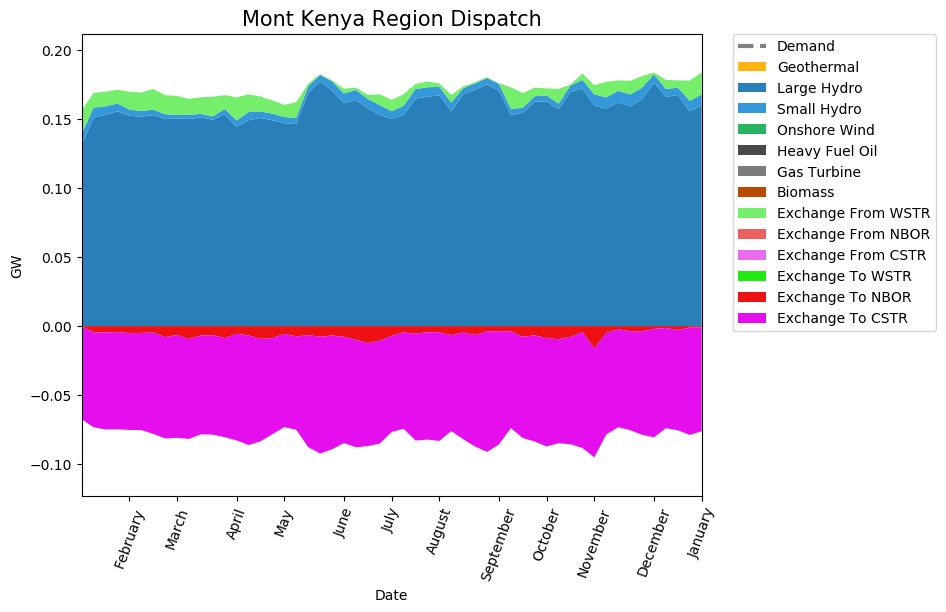 Mont Kenya Region Dispatch
GW
0.20
0.15
0.10
0.05
0.00
−0.05
−0.10
February
March
April
May
June
July
August
September
October
November
December
January
Date
Demand
Geothermal
Large Hydro
Small Hydro
Onshore Wind
Heavy Fuel Oil
Gas Turbine
Biomass
Exchange From WSTR
Exchange From NBOR
Exchange From CSTR
Exchange To WSTR
Exchange To NBOR
Exchange To CSTR